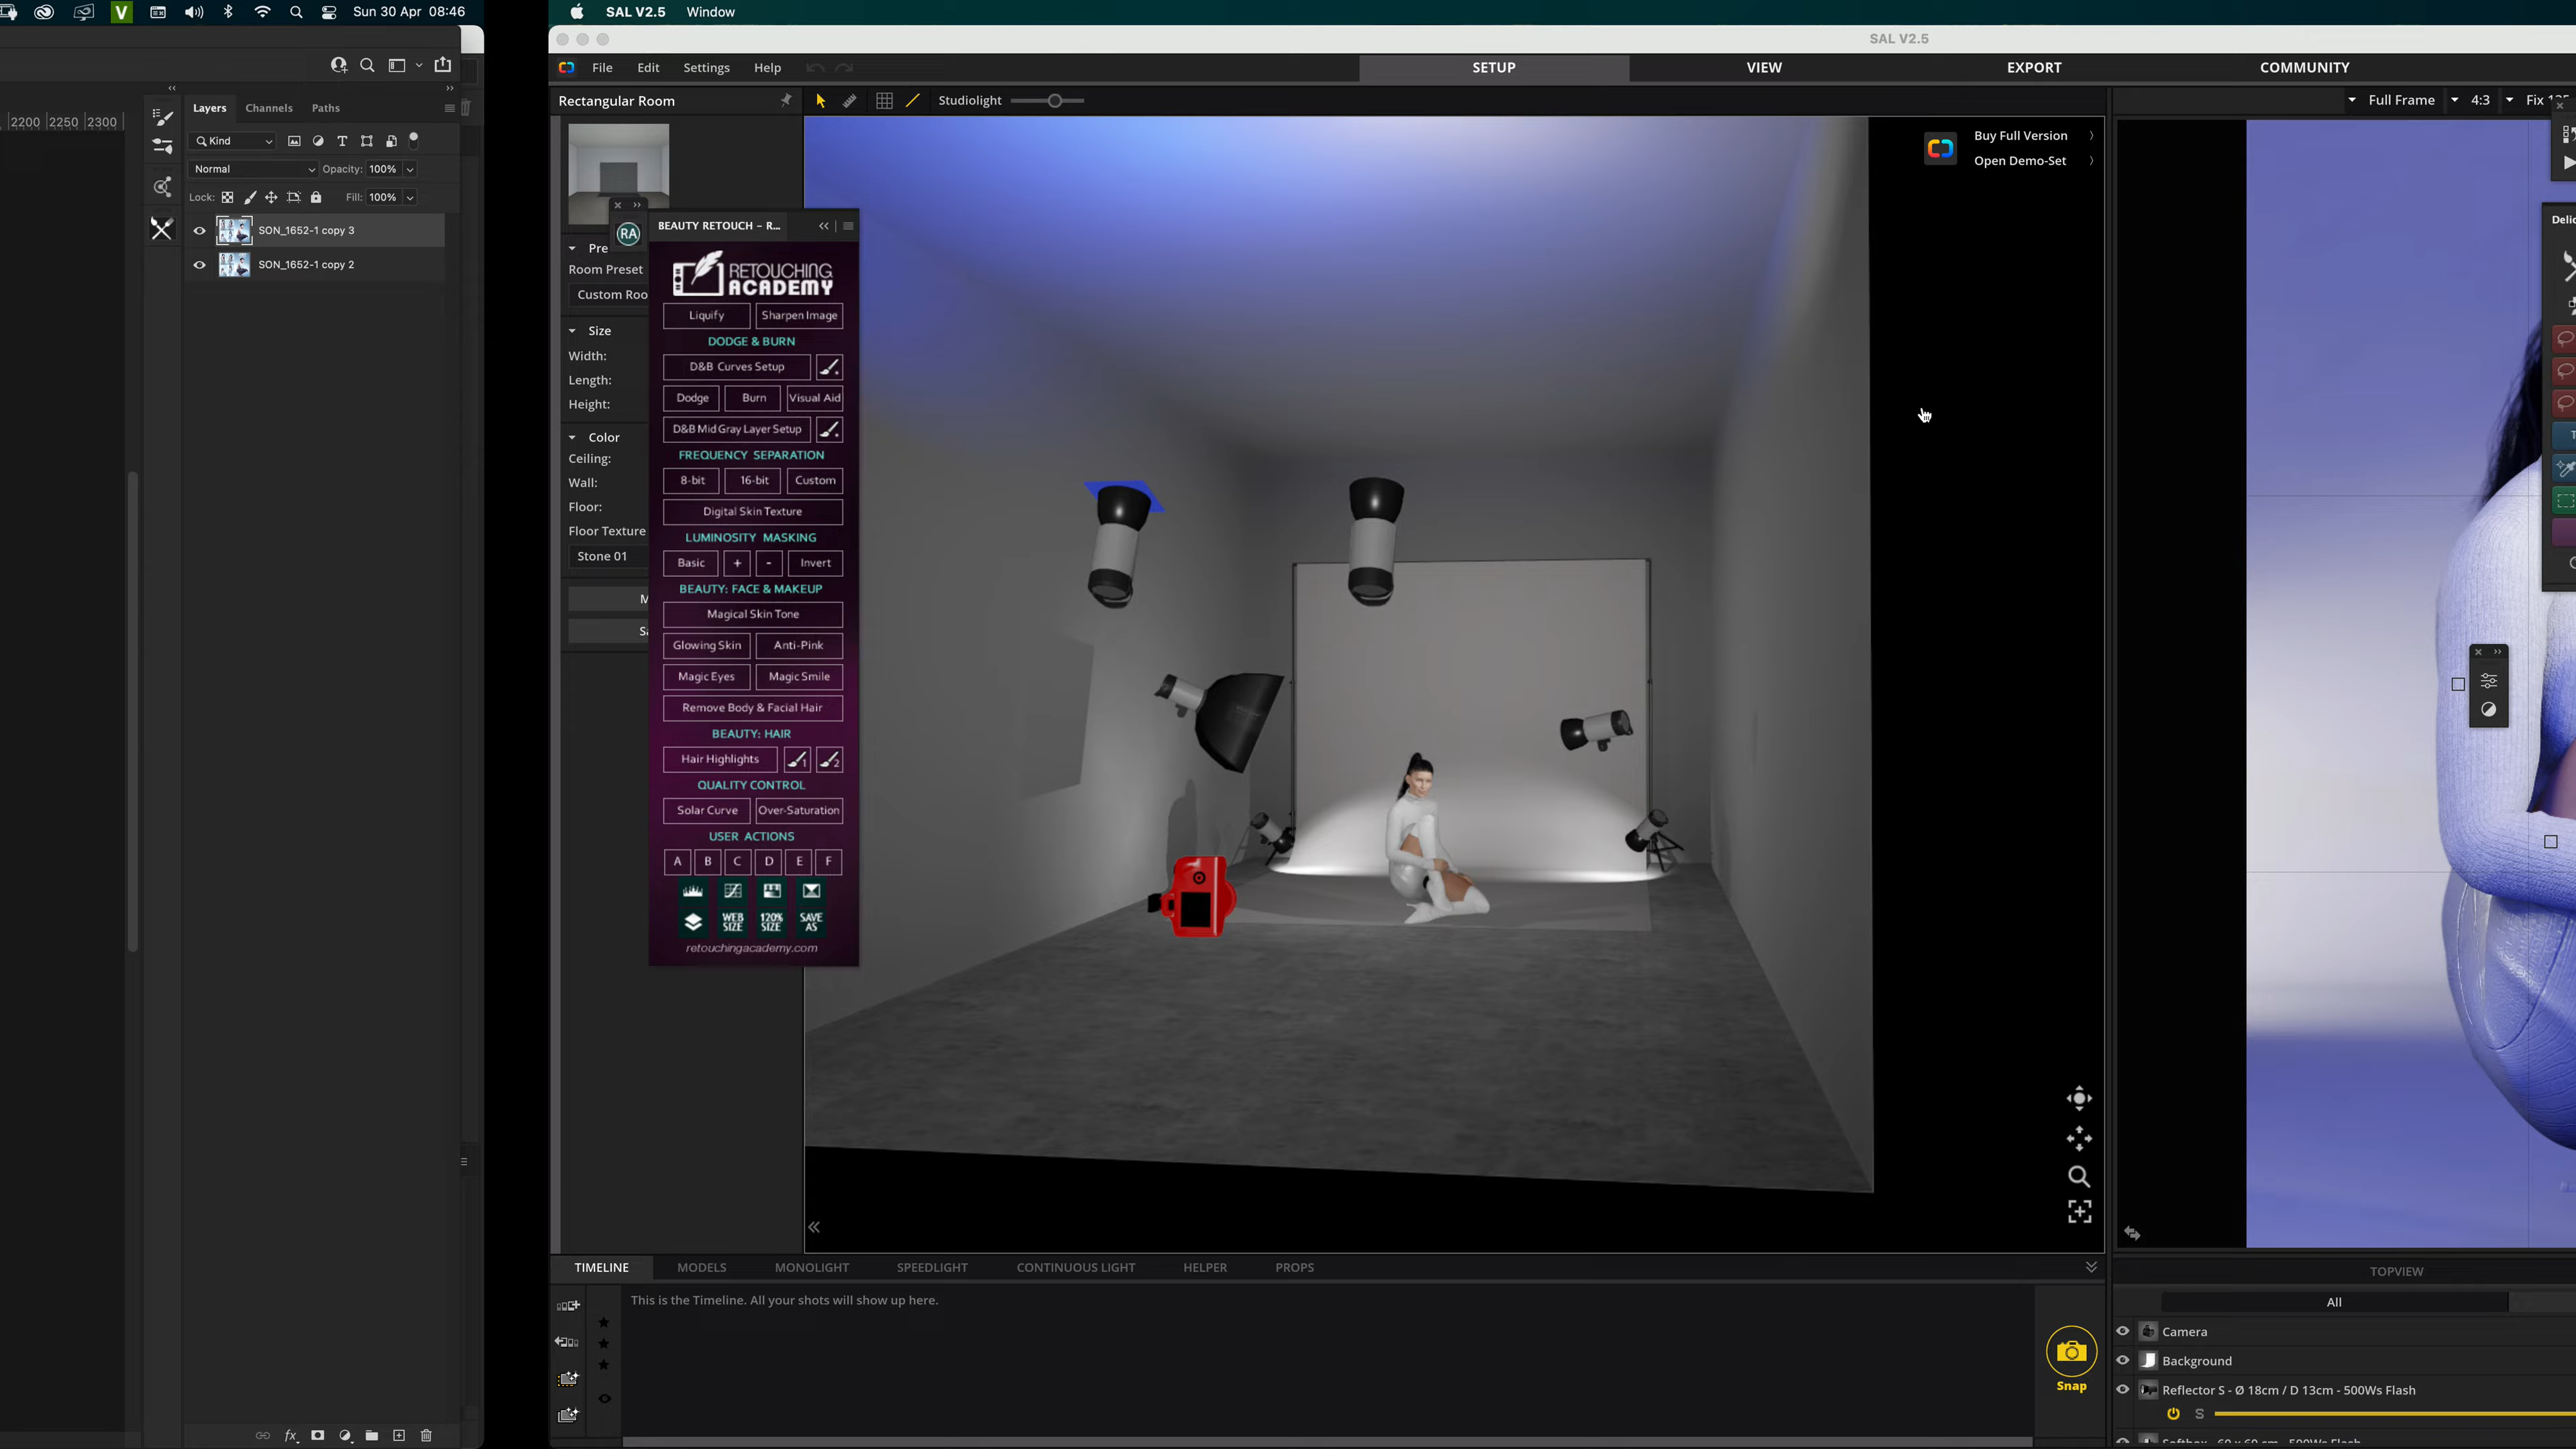 V
Sun 30 Apr 08:46
SAL V2.5 Window
SAL V2.5
File Edit Settings Help
SETUP VIEW EXPORT COMMUNITY
2200 2250 2300
Layers Channels Paths
Kind
Normal Opacity: 100%
Lock: Fill: 100%
SON_1652-1 copy 3
SON_1652-1 copy 2
fx
Rectangular Room
Studiolight
Buy Full Version
Open Demo-Set
Full Frame 4:3
Fix
Room Preset
Size
Width:
Length:
Height:
Color
Ceiling:
Wall:
Floor:
Floor Texture
Stone 01
RA
BEAUTY RETOUCH – R...
RETOUCHING
ACADEMY
Liquify Sharpen Image
DODGE & BURN
D&B Curves Setup
Dodge Burn Visual Aid
D&B Mid Gray Layer Setup
FREQUENCY SEPARATION
8-bit 16-bit Custom
Digital Skin Texture
LUMINOSITY MASKING
Basic + - Invert
BEAUTY: FACE & MAKEUP
Magical Skin Tone
Glowing Skin Anti-Pink
Magic Eyes Magic Smile
Remove Body & Facial Hair
BEAUTY: HAIR
Hair Highlights 1 2
QUALITY CONTROL
Solar Curve Over-Saturation
USER ACTIONS
A B C D E F
WEB SIZE 120% SIZE SAVE AS
retouchingacademy.com
TIMELINE MODELS MONOLIGHT SPEEDLIGHT CONTINUOUS LIGHT HELPER PROPS
This is the Timeline. All your shots will show up here.
Snap
TOPVIEW
All
Camera
Background
Reflector S - Ø 18cm / D 13cm - 500Ws Flash
S